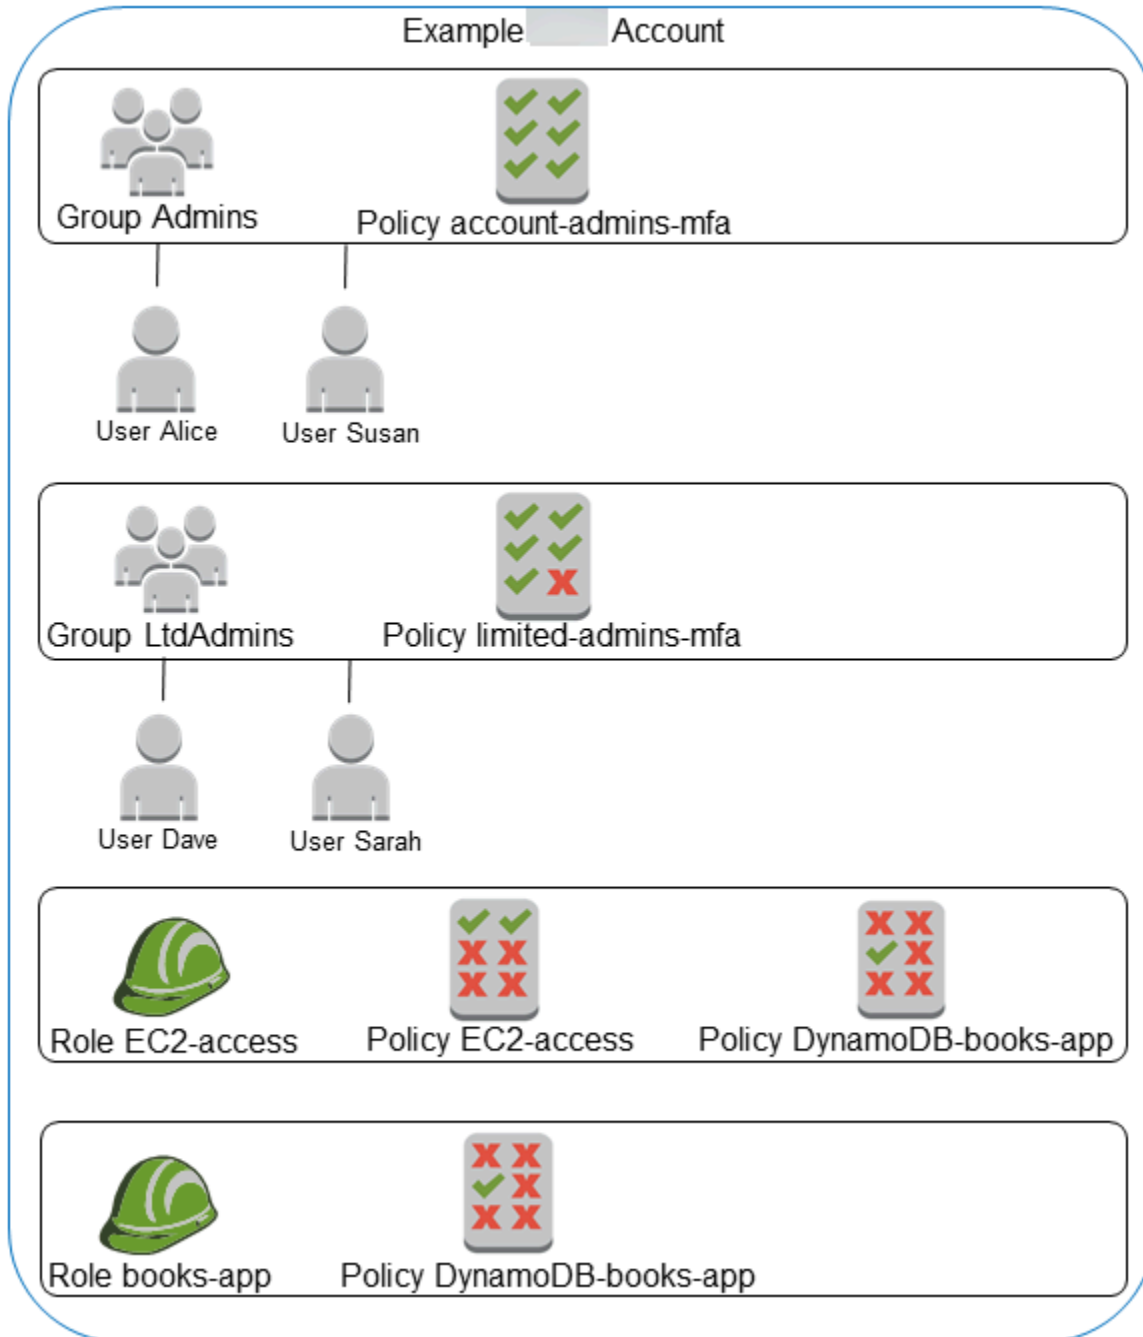 Example Account
Group Admins
Policy account-admins-mfa
User Alice
User Susan
Group LtdAdmins
Policy limited-admins-mfa
User Dave
User Sarah
Role EC2-access
Policy EC2-access
Policy DynamoDB-books-app
Role books-app
Policy DynamoDB-books-app